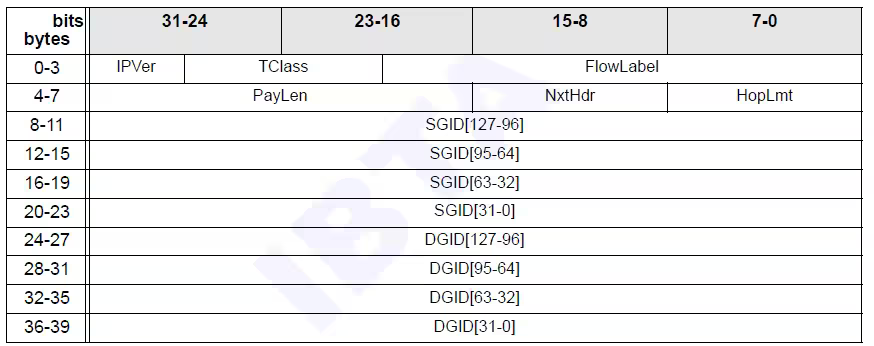 bits 31-24 23-16 15-8 7-0
bytes
0-3 IPVer TClass FlowLabel
4-7 PayLen NxtHdr HopLmt
8-11 SGID[127-96]
12-15 SGID[95-64]
16-19 SGID[63-32]
20-23 SGID[31-0]
24-27 DGID[127-96]
28-31 DGID[95-64]
32-35 DGID[63-32]
36-39 DGID[31-0]
IBTA